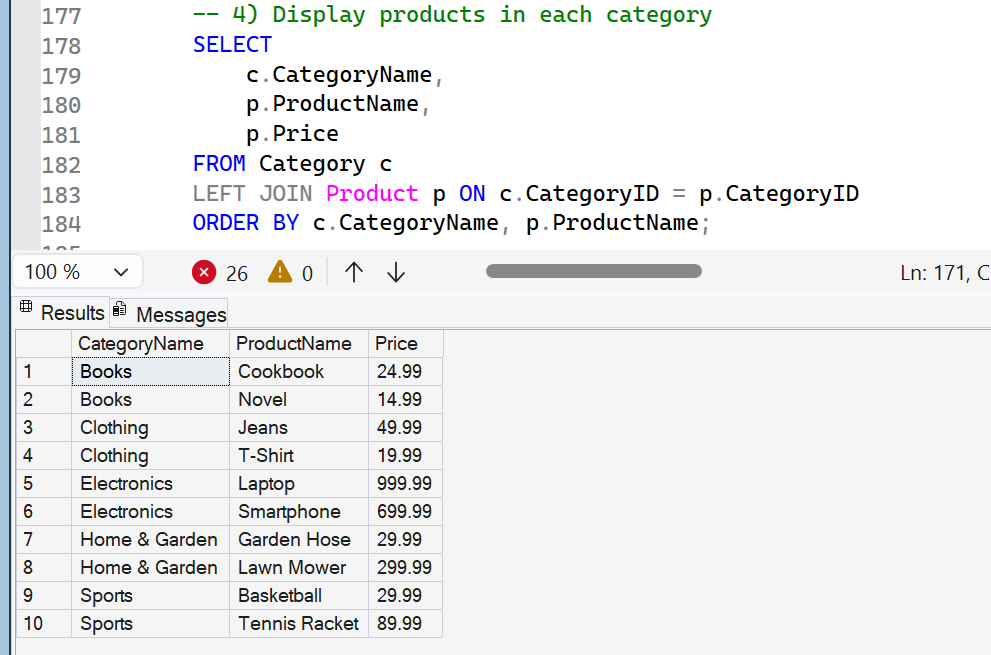 177 -- 4) Display products in each category
178 SELECT
179 c.CategoryName,
180 p.ProductName,
181 p.Price
182 FROM Category c
183 LEFT JOIN Product p ON c.CategoryID = p.CategoryID
184 ORDER BY c.CategoryName, p.ProductName;
100 % 26 0 Ln: 171, C
Results Messages
CategoryName ProductName Price
1 Books Cookbook 24.99
2 Books Novel 14.99
3 Clothing Jeans 49.99
4 Clothing T-Shirt 19.99
5 Electronics Laptop 999.99
6 Electronics Smartphone 699.99
7 Home & Garden Garden Hose 29.99
8 Home & Garden Lawn Mower 299.99
9 Sports Basketball 29.99
10 Sports Tennis Racket 89.99